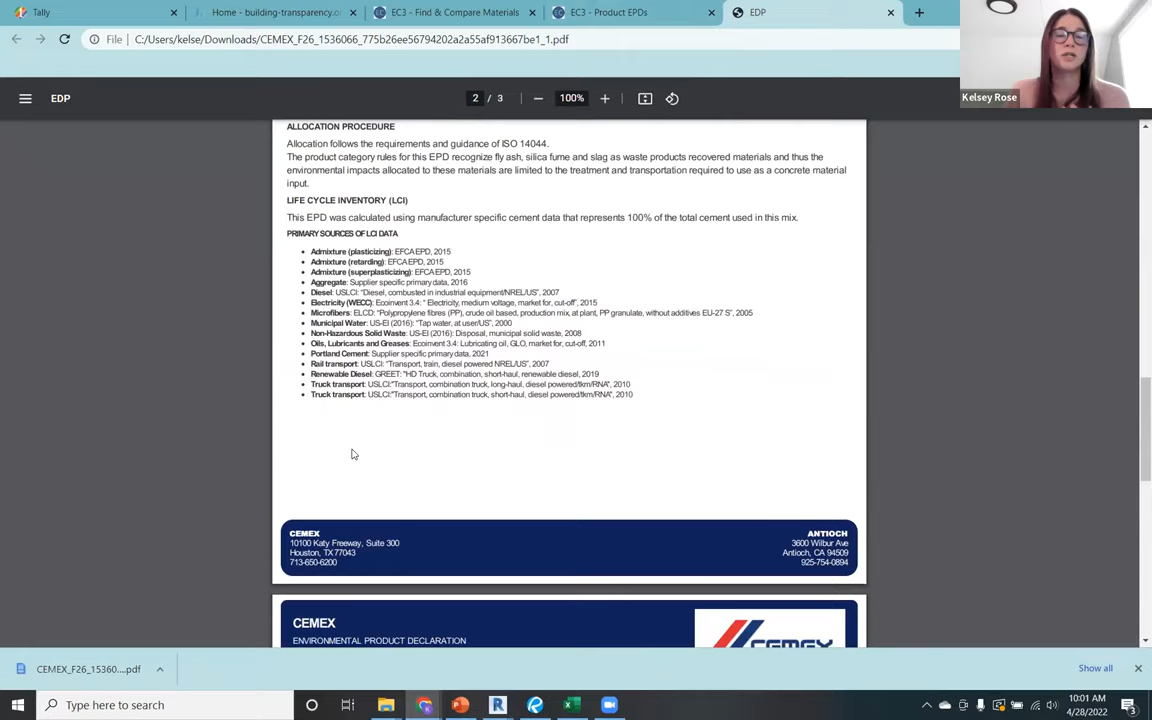 Tally
Home - building-transparency.o
EC3 - Find & Compare Materials
EC3 - Product EPDs
EDP
File
C:/Users/kelse/Downloads/CEMEX_F26_1536066_775b26ee56794202a2a55af913667be1_1.pdf
Kelsey Rose
EDP
2 / 3
100%
ALLOCATION PROCEDURE
Allocation follows the requirements and guidance of ISO 14044.
The product category rules for this EPD recognize fly ash, silica fume and slag as waste products recovered materials and thus the
environmental impacts allocated to these materials are limited to the treatment and transportation required to use as a concrete material
input.
LIFE CYCLE INVENTORY (LCI)
This EPD was calculated using manufacturer specific cement data that represents 100% of the total cement used in this mix.
PRIMARY SOURCES OF LCI DATA
• Admixture (plasticizing): EFCA EPD, 2015
• Admixture (retarding): EFCA EPD, 2015
• Admixture (superplasticizing): EFCA EPD, 2015
• Aggregate: Supplier specific primary data, 2016
• Diesel: USLCI: "Diesel, combusted in industrial equipment/NREL/US", 2007
• Electricity (WECC): Ecoinvent 3.4: " Electricity, medium voltage, market for, cut-off", 2015
• Microfibers: ELCD: "Polypropylene fibres (PP), crude oil based, production mix, at plant, PP granulate, without additives EU-27 S", 2005
• Municipal Water: US-EI (2016): "Tap water, at user/US", 2000
• Non-Hazardous Solid Waste: US-EI (2016): Disposal, municipal solid waste, 2008
• Oils, Lubricants and Greases: Ecoinvent 3.4: Lubricating oil, GLO, market for, cut-off, 2011
• Portland Cement: Supplier specific primary data, 2021
• Rail transport: USLCI: "Transport, train, diesel powered NREL/US", 2007
• Renewable Diesel: GREET: "HD Truck, combination, short-haul, renewable diesel, 2019
• Truck transport: USLCI:"Transport, combination truck, long-haul, diesel powered/tkm/RNA", 2010
• Truck transport: USLCI:"Transport, combination truck, short-haul, diesel powered/tkm/RNA", 2010
CEMEX
10100 Katy Freeway, Suite 300
Houston, TX 77043
713-650-6200
ANTIOCH
3600 Wilbur Ave
Antioch, CA 94509
925-754-0894
CEMEX
ENVIRONMENTAL PRODUCT DECLARATION
CEMEX
CEMEX_F26_15360....pdf
Show all
Type here to search
10:01 AM
4/28/2022
3